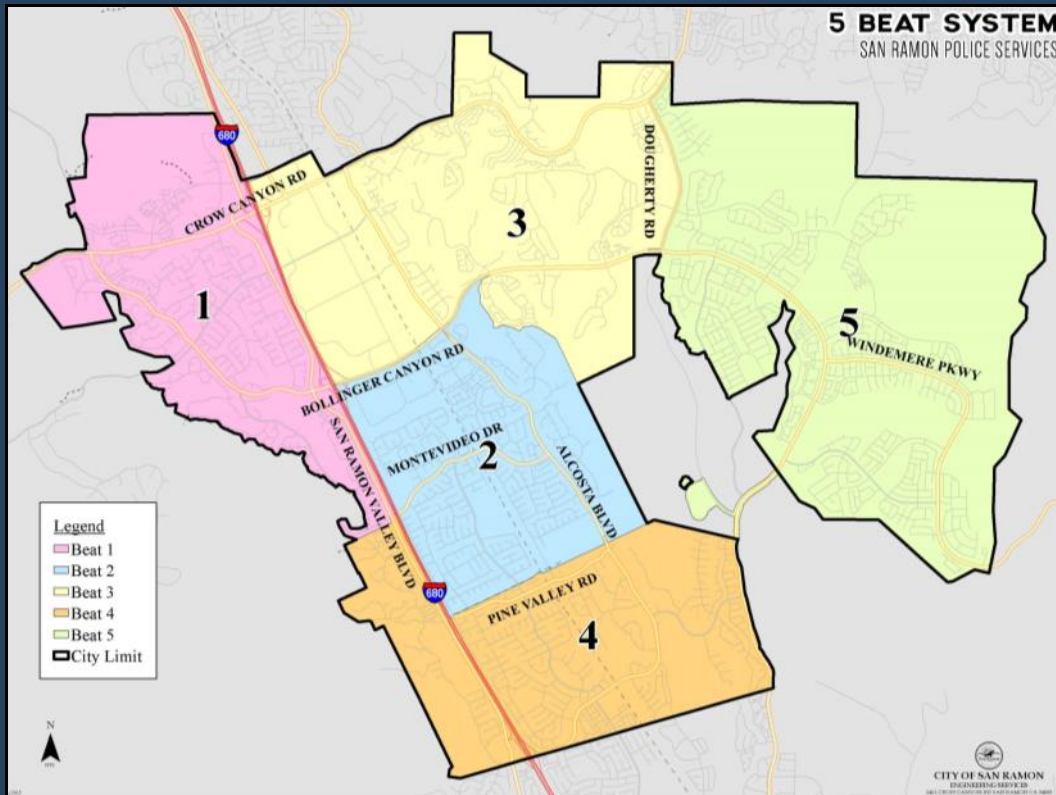 5 BEAT SYSTEM
SAN RAMON POLICE SERVICES
680
CROW CANYON RD
DOUGHERTY RD
3
1
5
WINDEMERE PKWY
BOLLINGER CANYON RD
SAN RAMON VALLEY BLVD
MONTEVIDEO DR
2
ALCOSTA BLVD
680
PINE VALLEY RD
4
Legend
Beat 1
Beat 2
Beat 3
Beat 4
Beat 5
City Limit
N
CITY OF SAN RAMON
ENGINEERING SERVICES